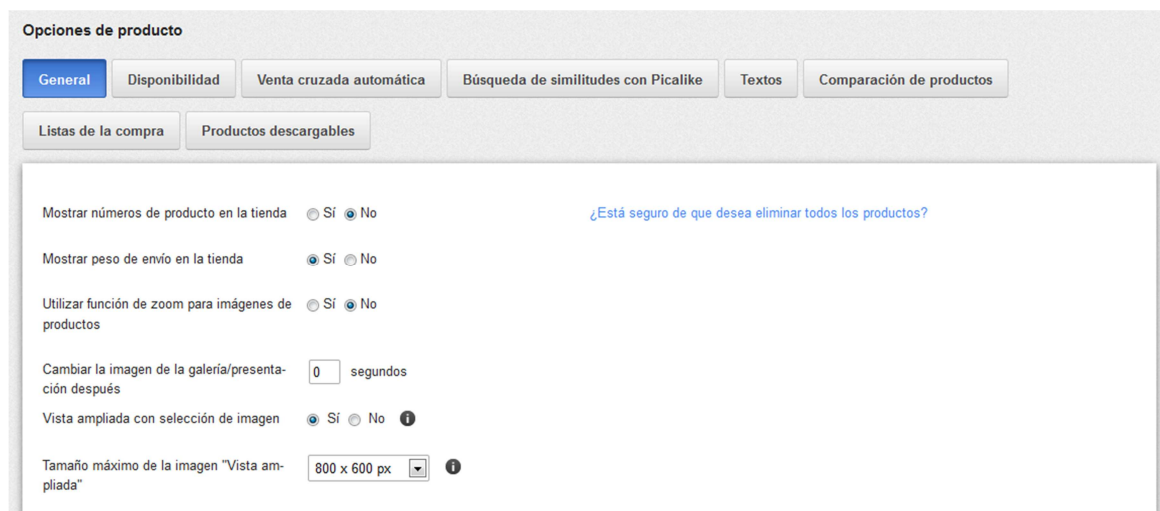 Opciones de producto
General Disponibilidad Venta cruzada automática Búsqueda de similitudes con Picalike Textos Comparación de productos
Listas de la compra Productos descargables
Mostrar números de producto en la tienda Sí No ¿Está seguro de que desea eliminar todos los productos?
Mostrar peso de envío en la tienda Sí No
Utilizar función de zoom para imágenes de Sí No
productos
Cambiar la imagen de la galería/presenta-
ción después 0 segundos
Vista ampliada con selección de imagen Sí No i
Tamaño máximo de la imagen "Vista am- 800 x 600 px i
pliada"